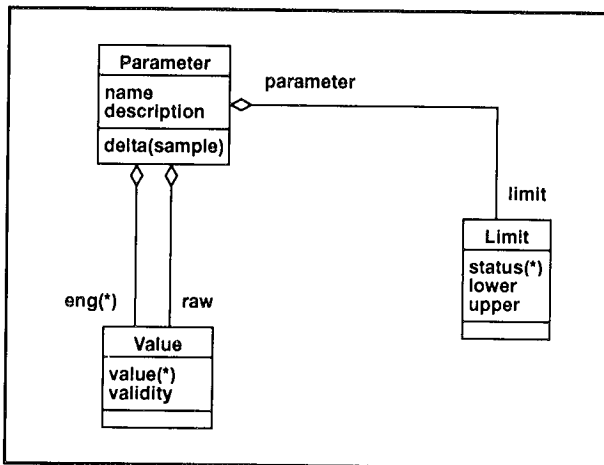 Parameter
name
description
delta(sample)
parameter
limit
Limit
status(*)
lower
upper
eng(*)
raw
Value
value(*)
validity